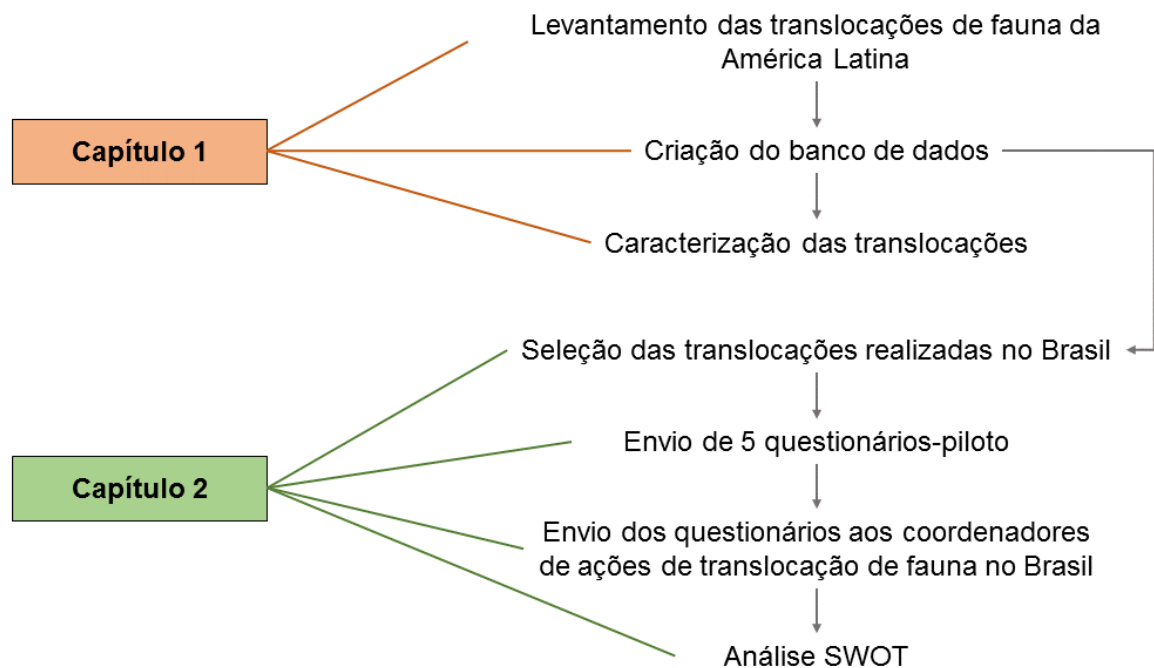 Levantamento das translocações de fauna da
América Latina
Capítulo 1
Criação do banco de dados
Caracterização das translocações
Seleção das translocações realizadas no Brasil
Envio de 5 questionários-piloto
Capítulo 2
Envio dos questionários aos coordenadores
de ações de translocação de fauna no Brasil
Análise SWOT